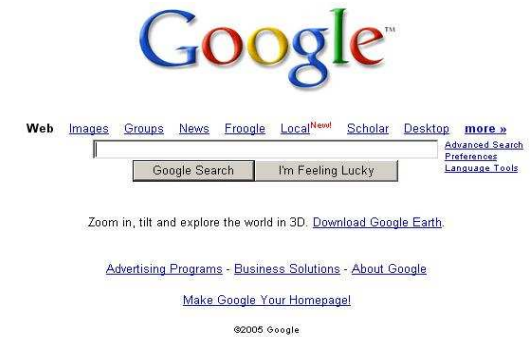 Google™
Web Images Groups News Froogle Local New! Scholar Desktop more »
Advanced Search
Preferences
Language Tools
Google Search I'm Feeling Lucky
Zoom in, tilt and explore the world in 3D. Download Google Earth.
Advertising Programs - Business Solutions - About Google
Make Google Your Homepage!
©2005 Google